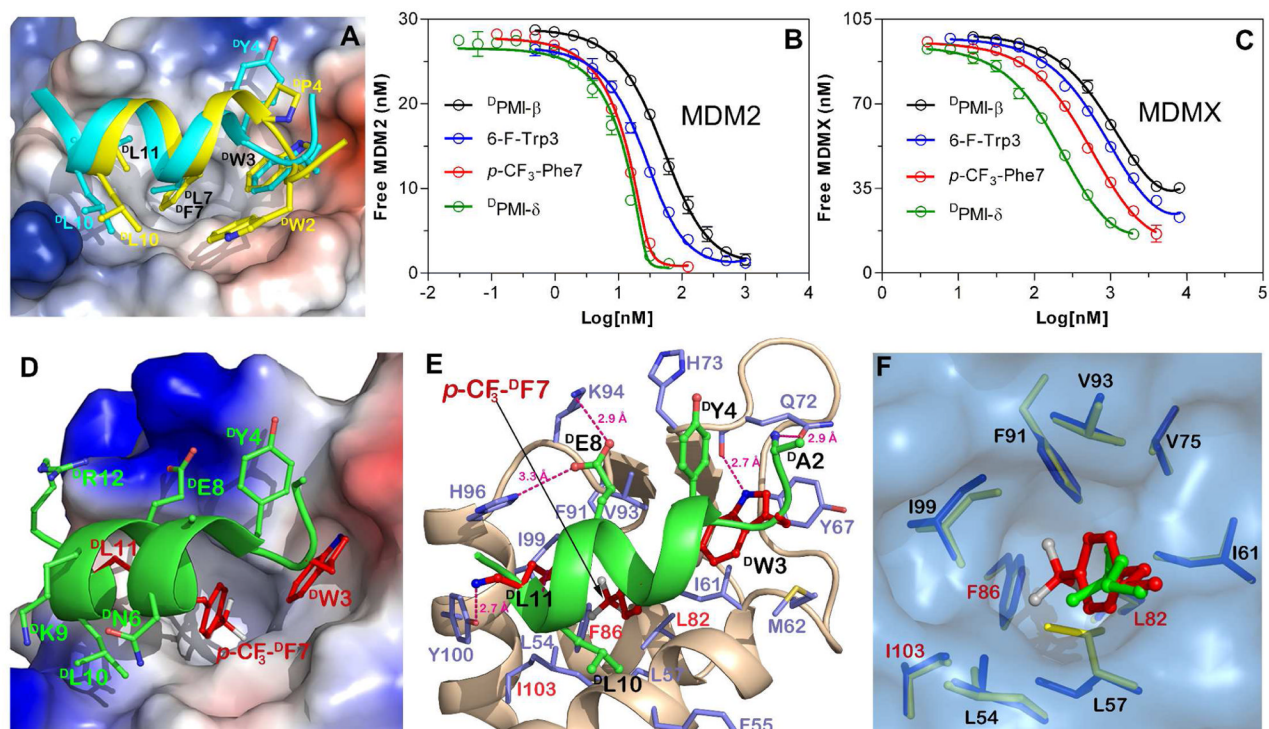 A
ᴰY4
ᴰP4
ᴰL11
ᴰW3
ᴰL7
ᴰF7
ᴰL10
ᴰL10
ᴰW2
B
Free MDM2 (nM)
30
20
10
0
MDM2
ᴰPMI-β
6-F-Trp3
p-CF₃-Phe7
ᴰPMI-δ
-2 -1 0 1 2 3 4
Log[nM]
C
Free MDMX (nM)
105
70
35
0
MDMX
ᴰPMI-β
6-F-Trp3
p-CF₃-Phe7
ᴰPMI-δ
0 1 2 3 4 5
Log[nM]
D
ᴰY4
ᴰR12
ᴰE8
ᴰL11
ᴰW3
ᴰK9
ᴰN6
p-CF₃-ᴰF7
ᴰL10
E
H73
p-CF₃-ᴰF7
K94
ᴰY4
Q72
2.9 Å
ᴰE8
2.9 Å
ᴰA2
3.3 Å
2.7 Å
H96
F91
V93
Y67
I99
ᴰW3
I61
ᴰL11
2.7 Å
M62
F86
L82
Y100
L54
L57
I103
ᴰL10
F55
F
V93
F91
V75
I99
I61
F86
L82
I103
L57
L54